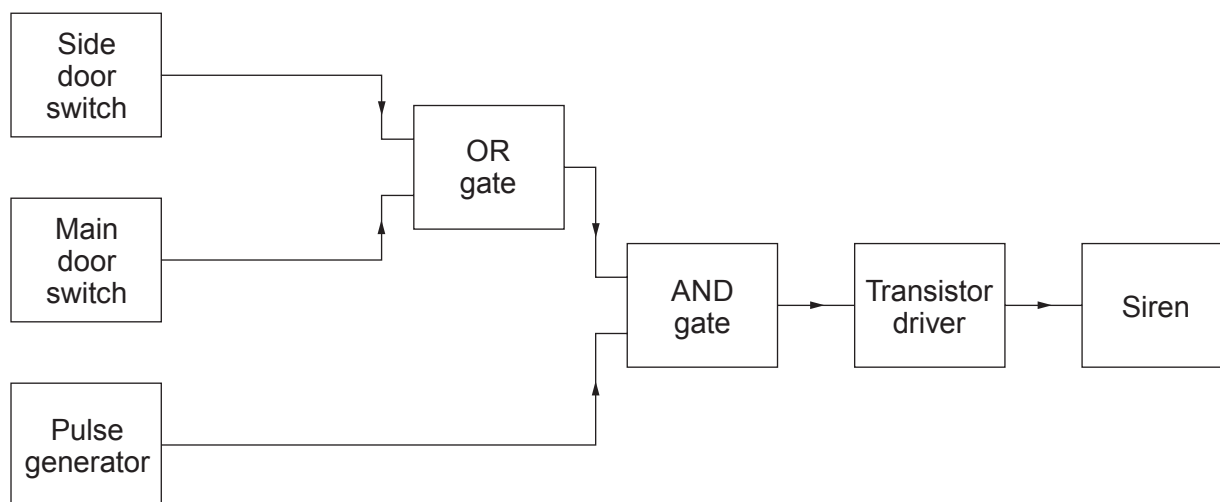 Side
door
switch
OR
gate
Main
door
switch
AND
gate
Transistor
driver
Siren
Pulse
generator